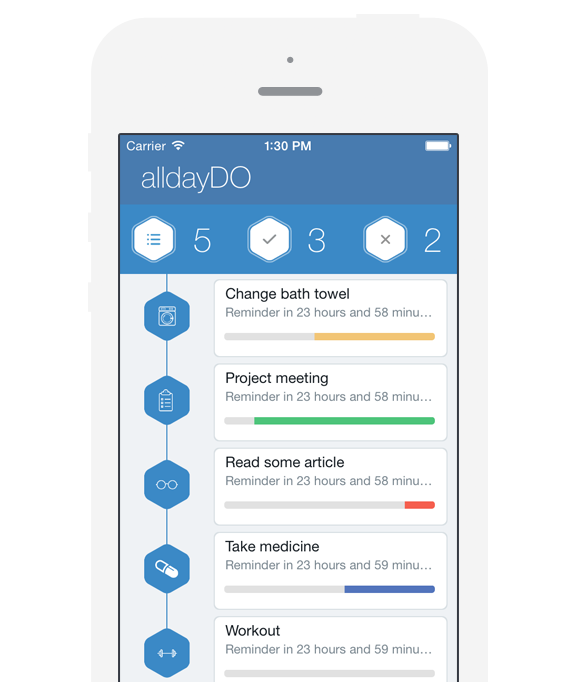 Carrier 1:30 PM
alldayDO
5 3 2
Change bath towel
Reminder in 23 hours and 58 minu...
Project meeting
Reminder in 23 hours and 58 minu...
Read some article
Reminder in 23 hours and 58 minu...
Take medicine
Reminder in 23 hours and 59 minu...
Workout
Reminder in 23 hours and 59 minu...